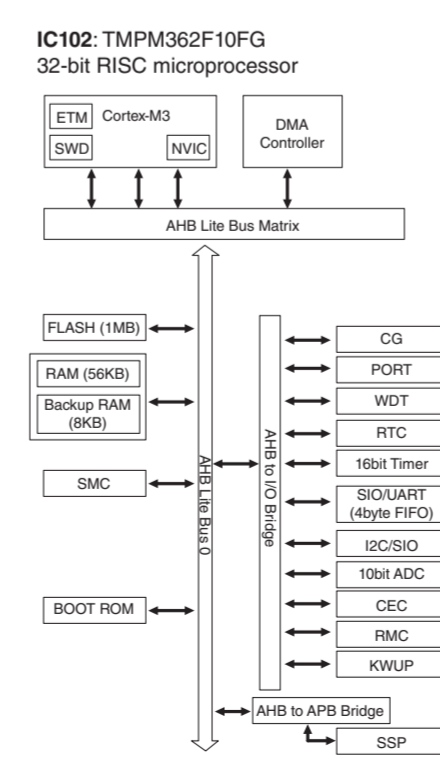 IC102: TMPM362F10FG
32-bit RISC microprocessor
ETM
Cortex-M3
SWD
NVIC
DMA
Controller
AHB Lite Bus Matrix
FLASH (1MB)
RAM (56KB)
Backup RAM
(8KB)
SMC
BOOT ROM
AHB Lite Bus 0
AHB to I/O Bridge
CG
PORT
WDT
RTC
16bit Timer
SIO/UART
(4byte FIFO)
I2C/SIO
10bit ADC
CEC
RMC
KWUP
AHB to APB Bridge
SSP